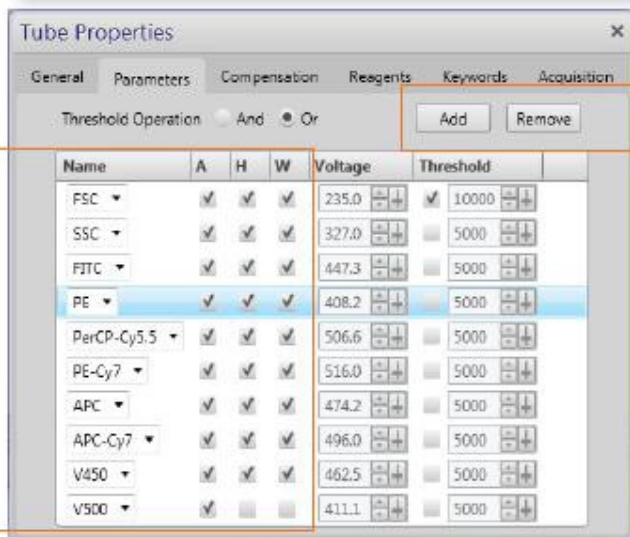 Tube Properties
General Parameters Compensation Reagents Keywords Acquisition
Threshold Operation And Or Add Remove
Name A H W Voltage Threshold
FSC 235.0 10000
SSC 327.0 5000
FITC 447.3 5000
PE 408.2 5000
PerCP-Cy5.5 506.6 5000
PE-Cy7 516.0 5000
APC 474.2 5000
APC-Cy7 496.0 5000
V450 462.5 5000
V500 411.1 5000